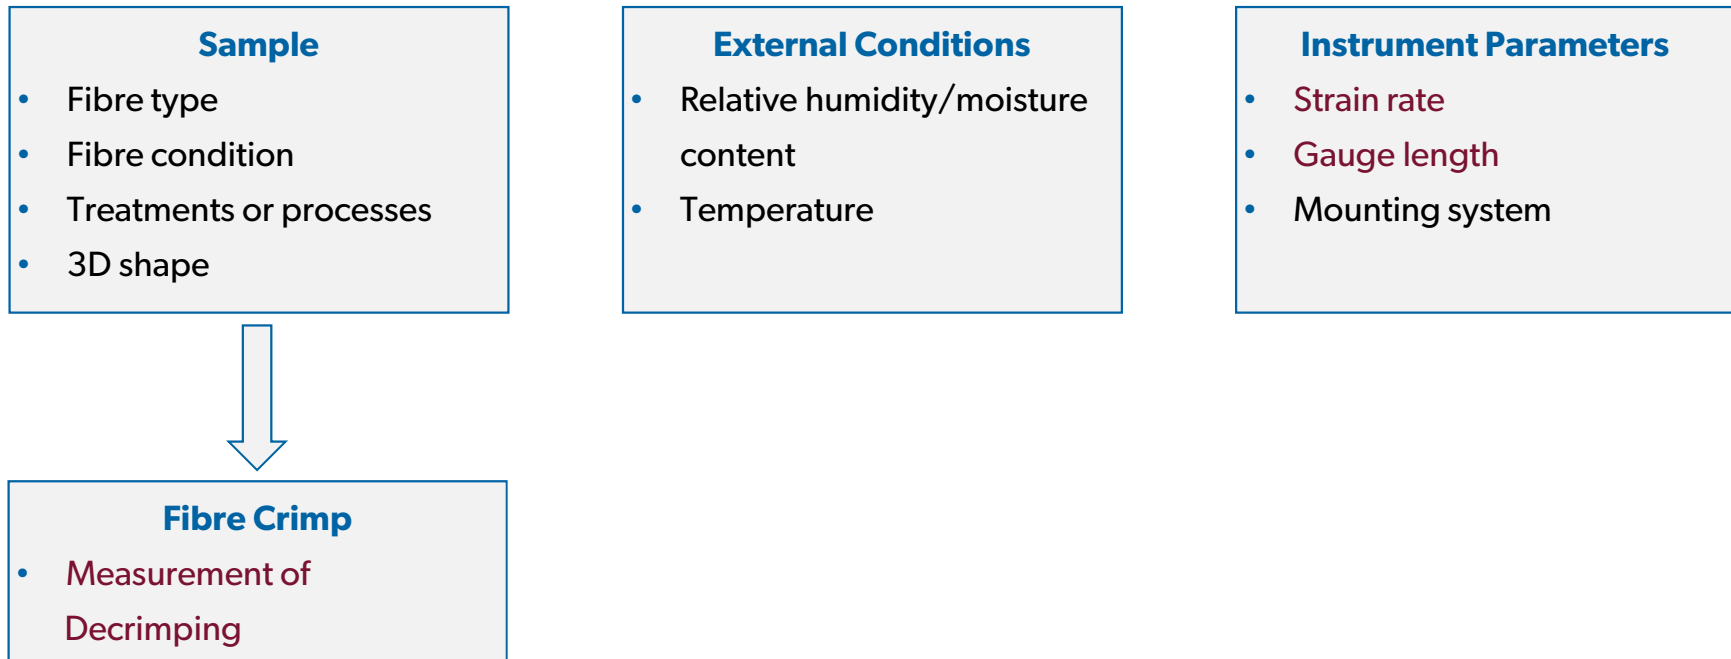 Sample
• Fibre type
• Fibre condition
• Treatments or processes
• 3D shape
External Conditions
• Relative humidity/moisture
content
• Temperature
Instrument Parameters
• Strain rate
• Gauge length
• Mounting system
Fibre Crimp
• Measurement of
Decrimping